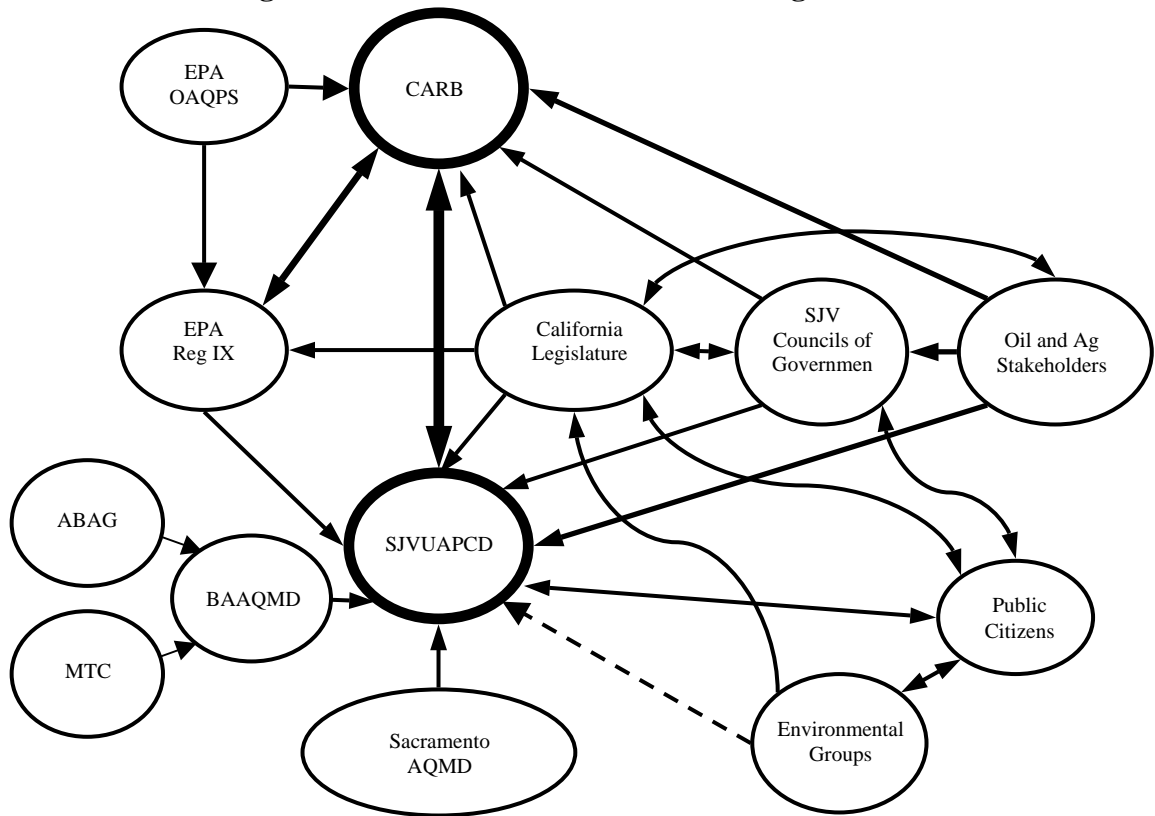 EPA
OAQPS
CARB
EPA
Reg IX
California
Legislature
SJV
Councils of
Governmen
Oil and Ag
Stakeholders
ABAG
SJVUAPCD
BAAQMD
MTC
Public
Citizens
Sacramento
AQMD
Environmental
Groups